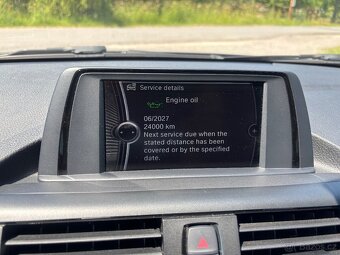 Service details
Engine oil
06/2027
24000 km
Next service due when the
stated distance has been
covered or by the specified
date.